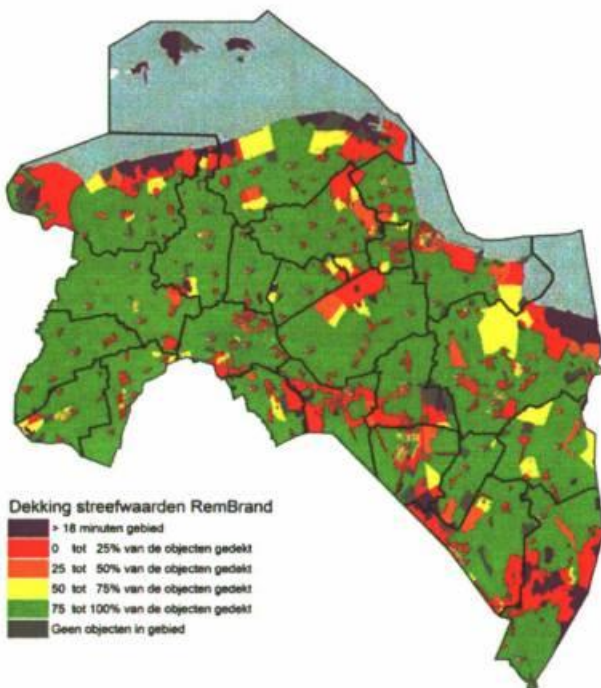 Dekking streefwaarden RemBrand
> 18 minuten gebied
0 tot 25% van de objecten gedekt
25 tot 50% van de objecten gedekt
50 tot 75% van de objecten gedekt
75 tot 100% van de objecten gedekt
Geen objecten in gebied